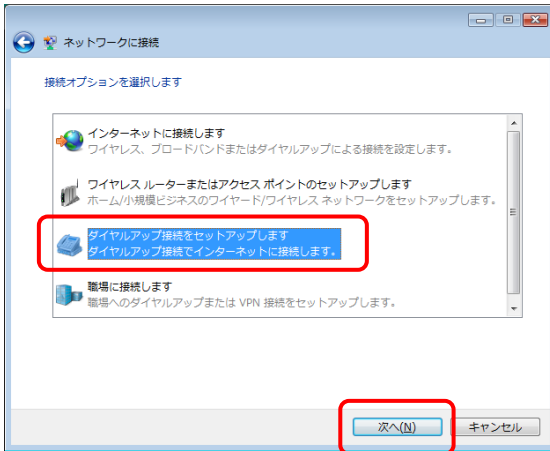 ネットワークに接続
接続オプションを選択します
インターネットに接続します
ワイヤレス、ブロードバンドまたはダイヤルアップによる接続を設定します。
ワイヤレス ルーターまたはアクセス ポイントのセットアップします
ホーム/小規模ビジネスのワイヤード/ワイヤレス ネットワークをセットアップします。
ダイヤルアップ接続をセットアップします
ダイヤルアップ接続でインターネットに接続します。
職場に接続します
職場へのダイヤルアップまたは VPN 接続をセットアップします。
次へ(N) キャンセル